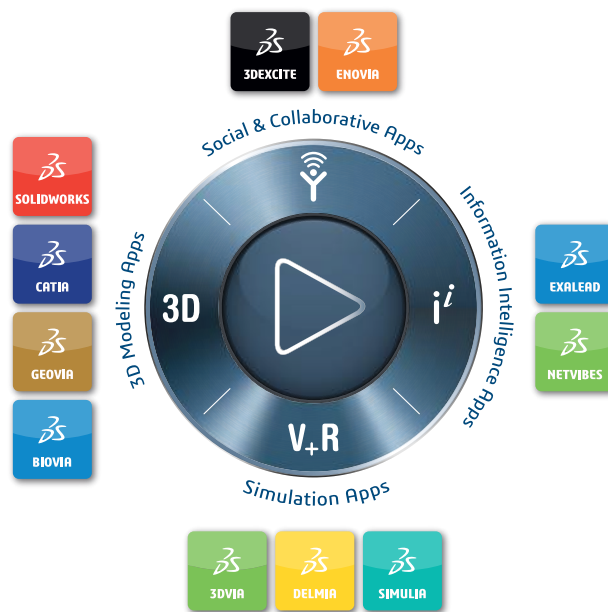 3DEXCITE
ENOVIA
Social & Collaborative Apps
SOLIDWORKS
CATIA
GEOVIA
BIOVIA
3D Modeling Apps
3D
i i
Information Intelligence Apps
EXALEAD
NETVIBES
V+R
Simulation Apps
3DVIA
DELMIA
SIMULIA